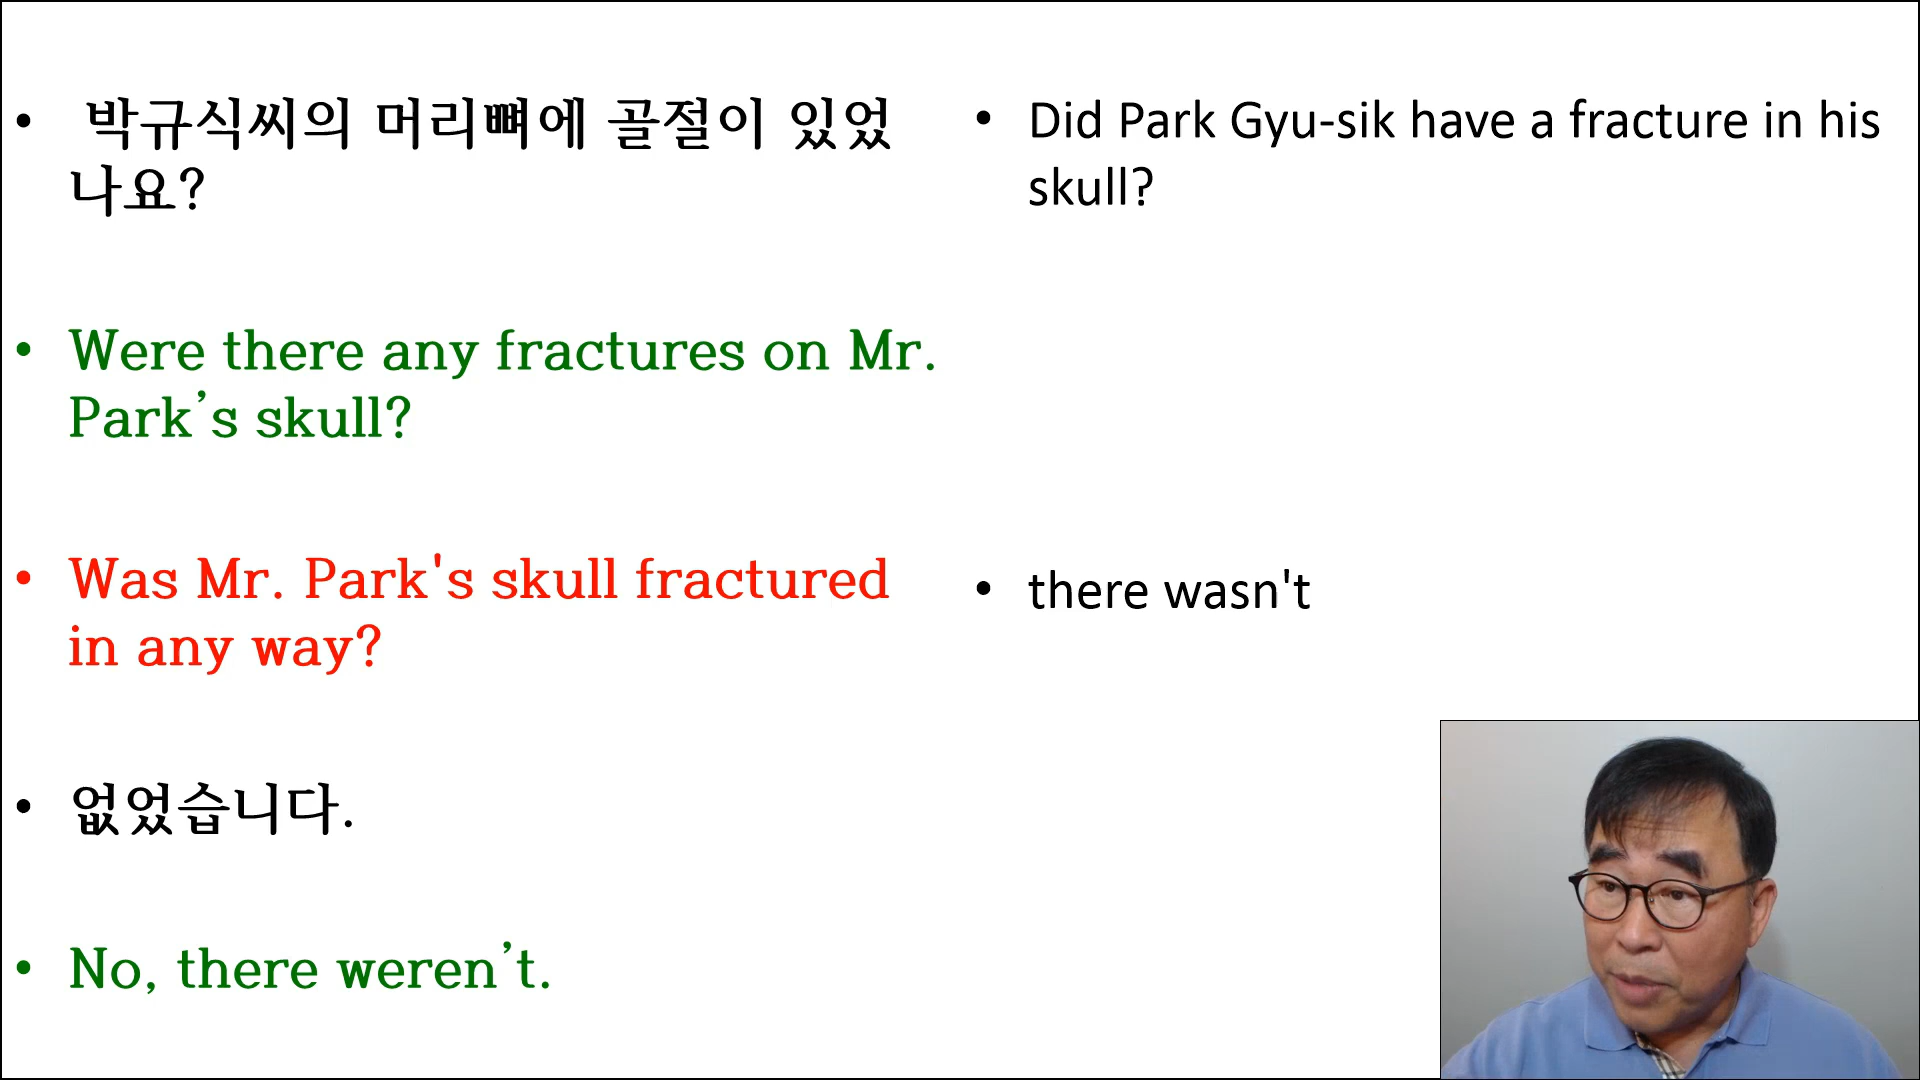 • 박규식씨의 머리뼈에 골절이 있었
나요?
• Were there any fractures on Mr.
Park’s skull?
• Was Mr. Park's skull fractured
in any way?
• 없었습니다.
• No, there weren’t.
• Did Park Gyu-sik have a fracture in his
skull?
• there wasn't